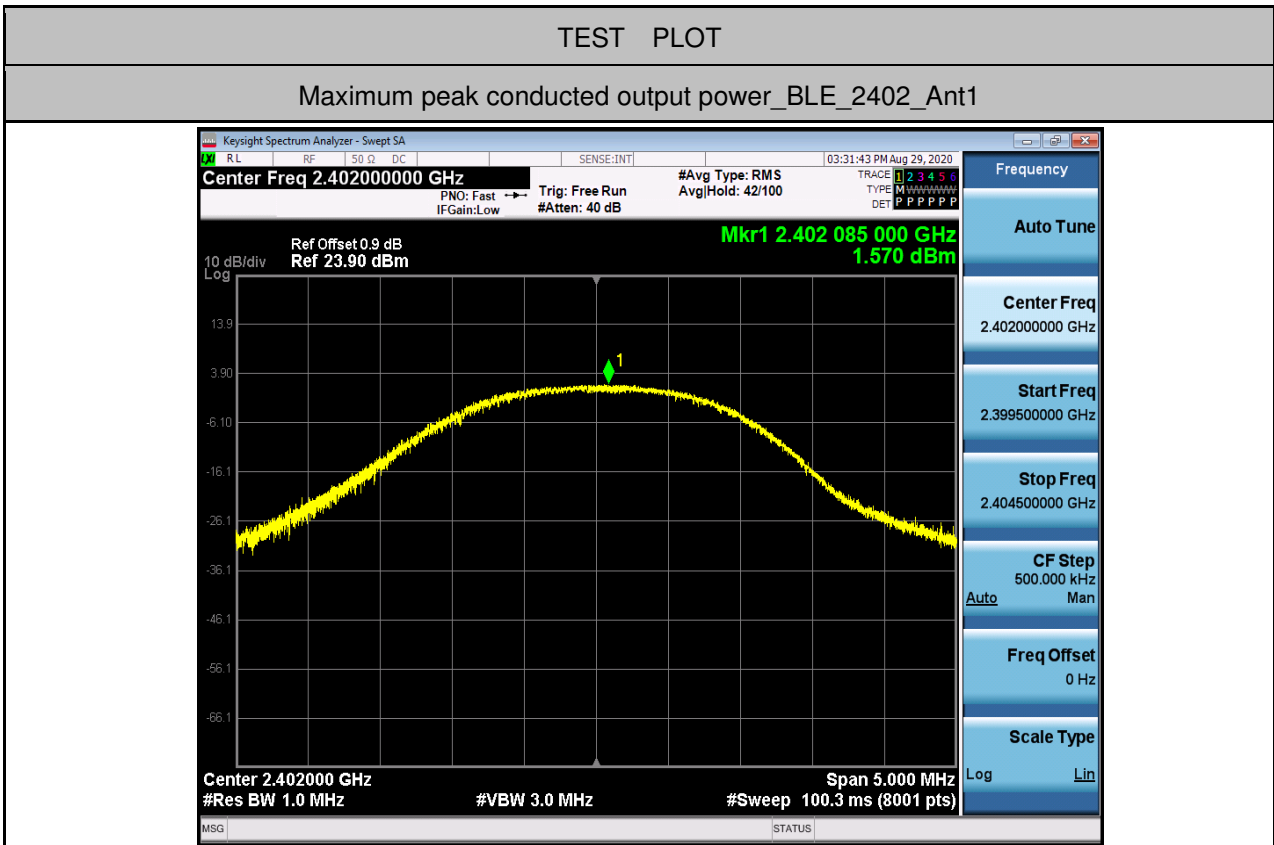 TEST PLOT
Maximum peak conducted output power_BLE_2402_Ant1
Keysight Spectrum Analyzer - Swept SA
LXI RL RF 50 Ω DC SENSE:INT 03:31:43 PM Aug 29, 2020
Center Freq 2.402000000 GHz
PNO: Fast
IFGain:Low
Trig: Free Run
#Atten: 40 dB
#Avg Type: RMS
Avg|Hold: 42/100
TRACE 1 2 3 4 5 6
TYPE M WWWWW
DET P P P P P P
Mkr1 2.402 085 000 GHz
1.570 dBm
Ref Offset 0.9 dB
10 dB/div Ref 23.90 dBm
Log
13.9
3.90
-6.10
-16.1
-26.1
-36.1
-46.1
-56.1
-66.1
1
Center 2.402000 GHz Span 5.000 MHz
#Res BW 1.0 MHz #VBW 3.0 MHz #Sweep 100.3 ms (8001 pts)
MSG STATUS
Frequency
Auto Tune
Center Freq
2.402000000 GHz
Start Freq
2.399500000 GHz
Stop Freq
2.404500000 GHz
CF Step
500.000 kHz
Auto Man
Freq Offset
0 Hz
Scale Type
Log Lin